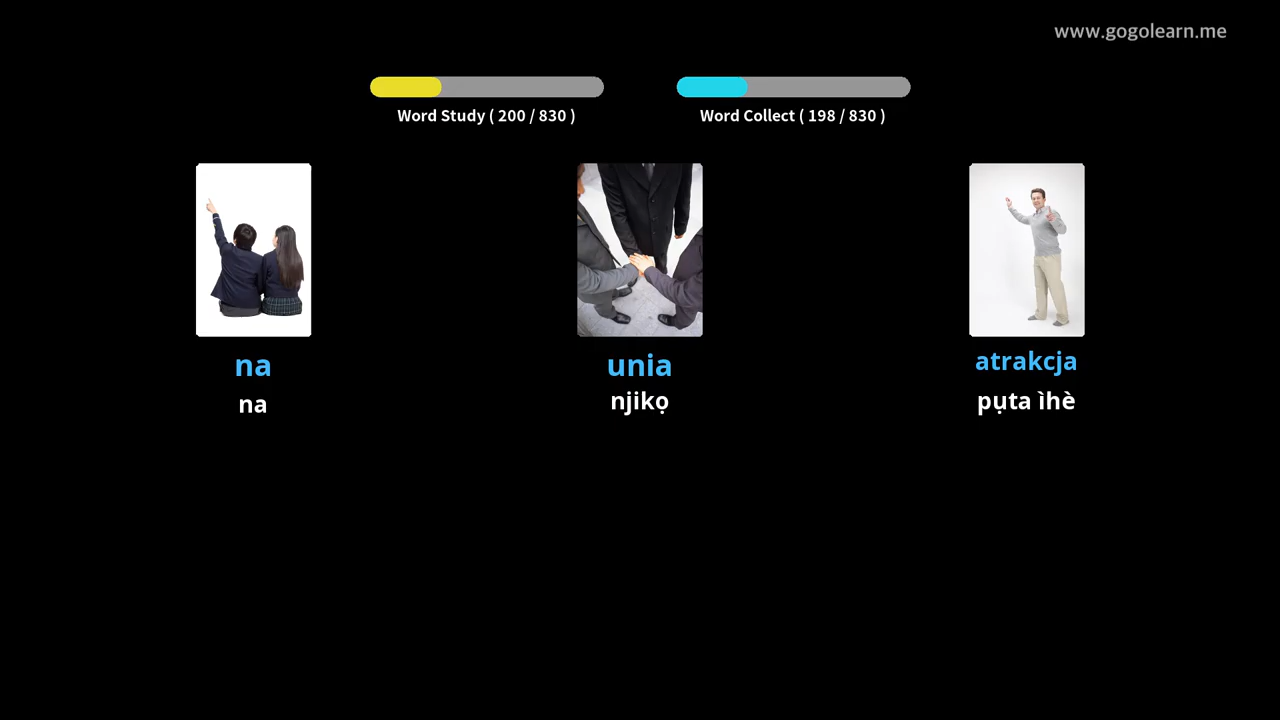 www.gogolearn.me
Word Study ( 200 / 830 )
Word Collect ( 198 / 830 )
na
na
unia
njikọ
atrakcja
pụta ìhè